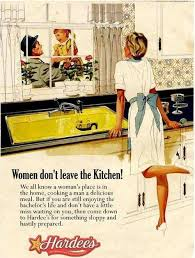 Women don't leave the Kitchen!
We all know a woman's place is in
the home, cooking a man a delicious
meal. But if you are still enjoying the
bachelor's life and don't have a little
miss waiting on you, then come down
to Hardee's for something sloppy and
hastily prepared.
Hardee's